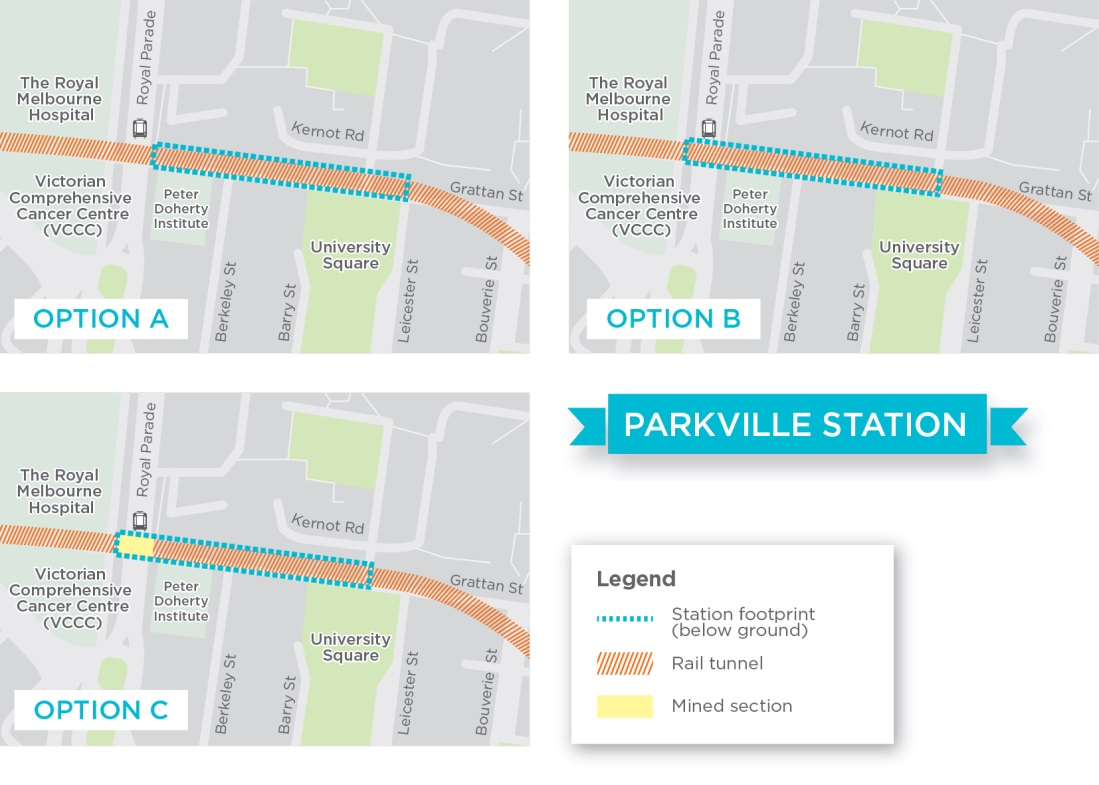 Royal Parade
The Royal
Melbourne
Hospital
Kernot Rd
Victorian
Comprehensive
Cancer Centre
(VCCC)
Peter
Doherty
Institute
Grattan St
University
Square
Berkeley St
Barry St
Leicester St
Bouverie St
OPTION A
Royal Parade
The Royal
Melbourne
Hospital
Kernot Rd
Victorian
Comprehensive
Cancer Centre
(VCCC)
Peter
Doherty
Institute
Grattan St
University
Square
Berkeley St
Barry St
Leicester St
Bouverie St
OPTION B
Royal Parade
The Royal
Melbourne
Hospital
Kernot Rd
Victorian
Comprehensive
Cancer Centre
(VCCC)
Peter
Doherty
Institute
Grattan St
University
Square
Berkeley St
Barry St
Leicester St
Bouverie St
OPTION C
PARKVILLE STATION
Legend
Station footprint
(below ground)
Rail tunnel
Mined section